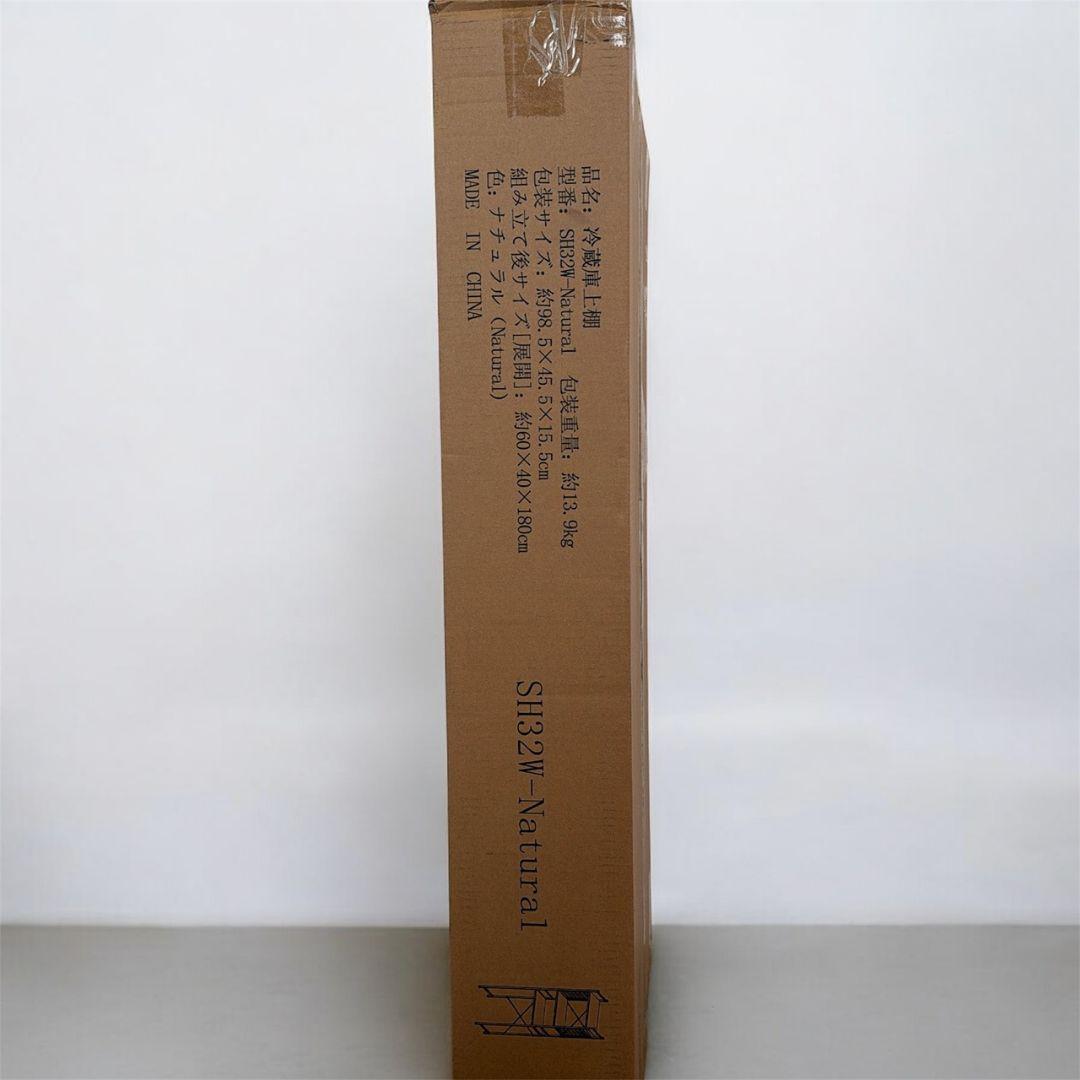 品名：冷蔵庫上棚
型番：SH32W-Natural 包装重量：約13.9kg
包装サイズ：約98.5×45.5×15.5cm
組み立て後サイズ[展開]：約60×40×180cm
色：ナチュラル(Natural)
MADE IN CHINA
SH32W-Natural